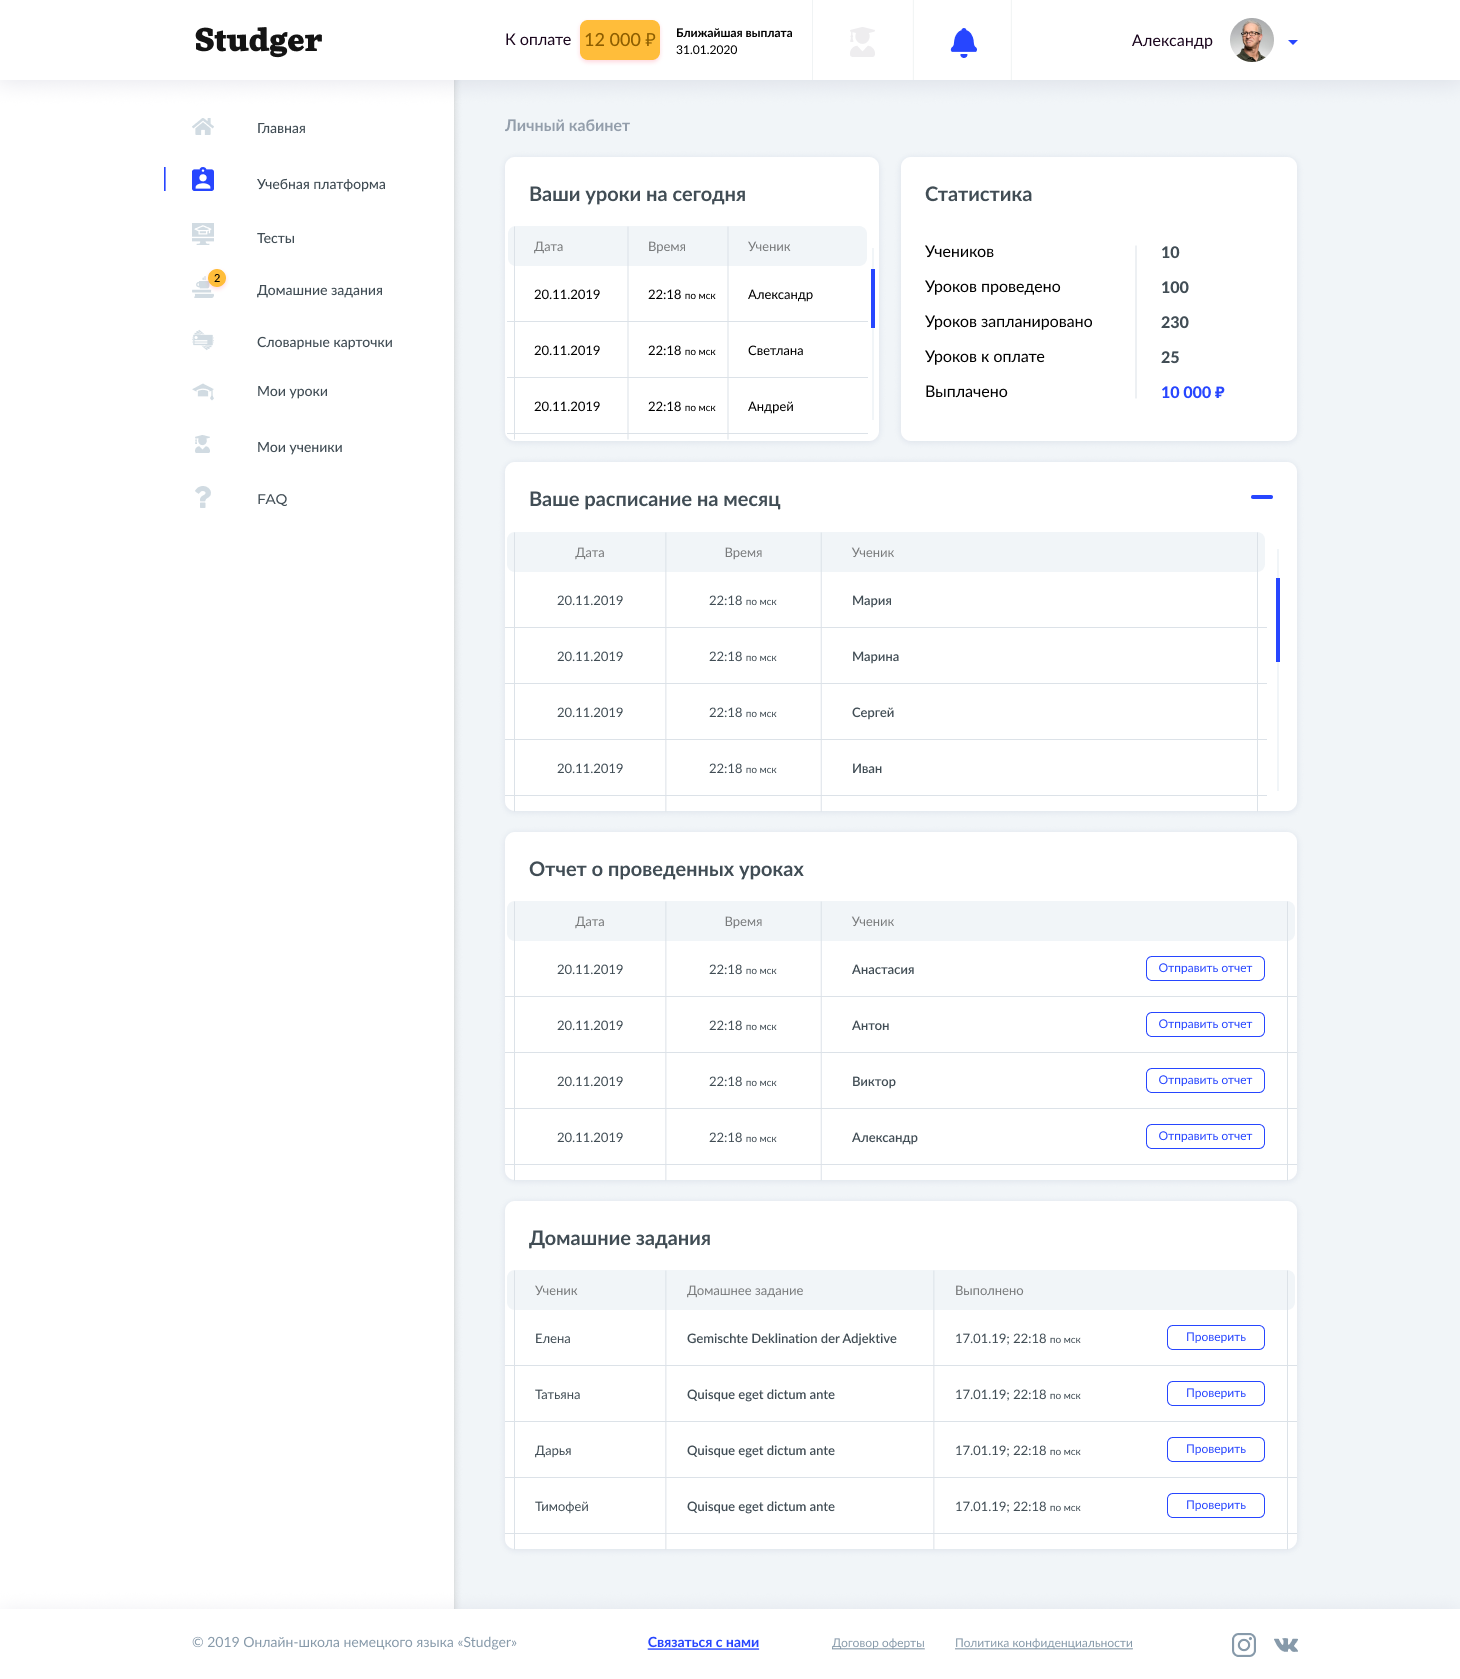 Studger
К оплате 12 000 ₽
Ближайшая выплата
31.01.2020
Александр
Главная
Учебная платформа
Тесты
2
Домашние задания
Словарные карточки
Мои уроки
Мои ученики
FAQ
Личный кабинет
Ваши уроки на сегодня
Дата Время Ученик
20.11.2019 22:18 по мск Александр
20.11.2019 22:18 по мск Светлана
20.11.2019 22:18 по мск Андрей
Статистика
Учеников 10
Уроков проведено 100
Уроков запланировано 230
Уроков к оплате 25
Выплачено 10 000 ₽
Ваше расписание на месяц
Дата Время Ученик
20.11.2019 22:18 по мск Мария
20.11.2019 22:18 по мск Марина
20.11.2019 22:18 по мск Сергей
20.11.2019 22:18 по мск Иван
Отчет о проведенных уроках
Дата Время Ученик
20.11.2019 22:18 по мск Анастасия Отправить отчет
20.11.2019 22:18 по мск Антон Отправить отчет
20.11.2019 22:18 по мск Виктор Отправить отчет
20.11.2019 22:18 по мск Александр Отправить отчет
Домашние задания
Ученик Домашнее задание Выполнено
Елена Gemischte Deklination der Adjektive 17.01.19; 22:18 по мск Проверить
Татьяна Quisque eget dictum ante 17.01.19; 22:18 по мск Проверить
Дарья Quisque eget dictum ante 17.01.19; 22:18 по мск Проверить
Тимофей Quisque eget dictum ante 17.01.19; 22:18 по мск Проверить
© 2019 Онлайн-школа немецкого языка «Studger» Связаться с нами Договор оферты Политика конфиденциальности